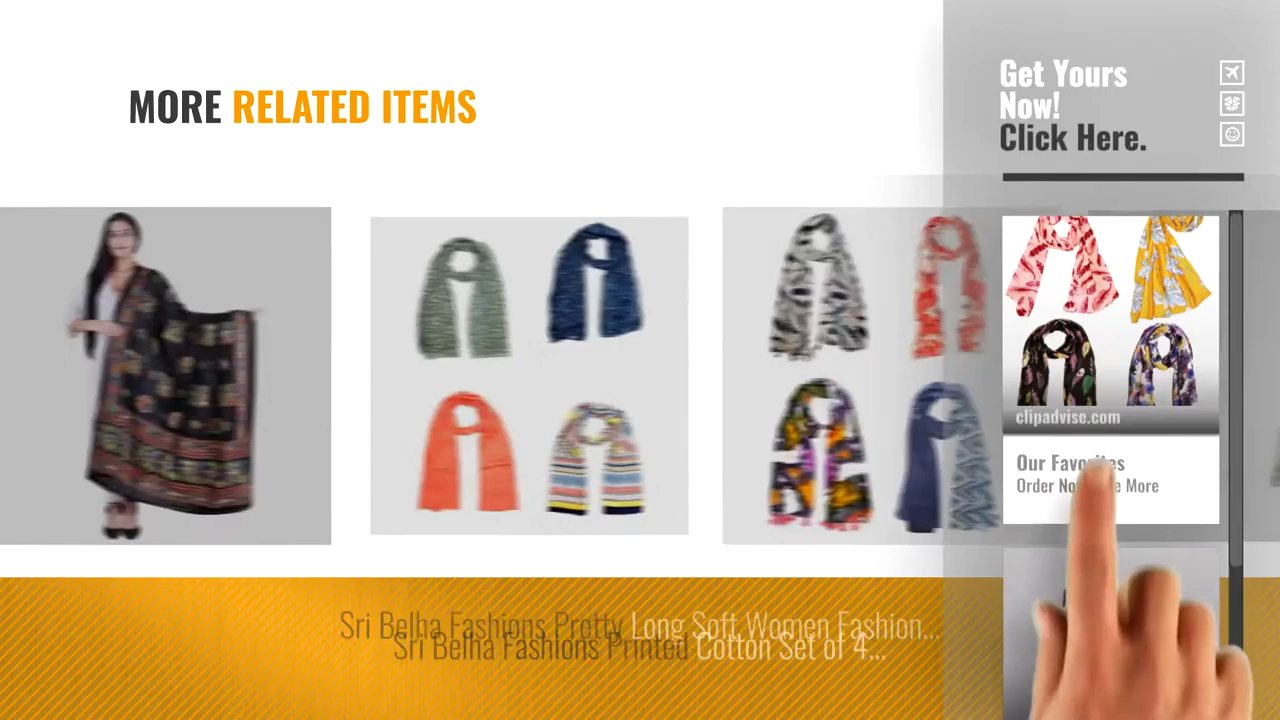 MORE RELATED ITEMS
Get Yours
Now!
Click Here.
clipadvise.com
Our Favorites
Order No e More
Sri Belha Fashions Pretty Long Soft Women Fashion...
Sri Belha Fashions Printed Cotton Set of 4...